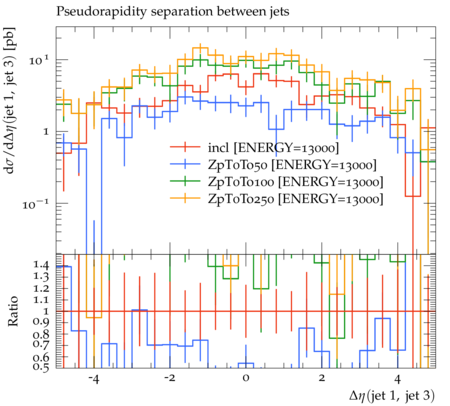 Pseudorapidity separation between jets
dσ/dΔη(jet 1, jet 3) [pb]
10¹
1
10⁻¹
incl [ENERGY=13000]
ZpToTo50 [ENERGY=13000]
ZpToTo100 [ENERGY=13000]
ZpToTo250 [ENERGY=13000]
Ratio
1.4
1.3
1.2
1.1
1
0.9
0.8
0.7
0.6
0.5
-4 -2 0 2 4
Δη(jet 1, jet 3)